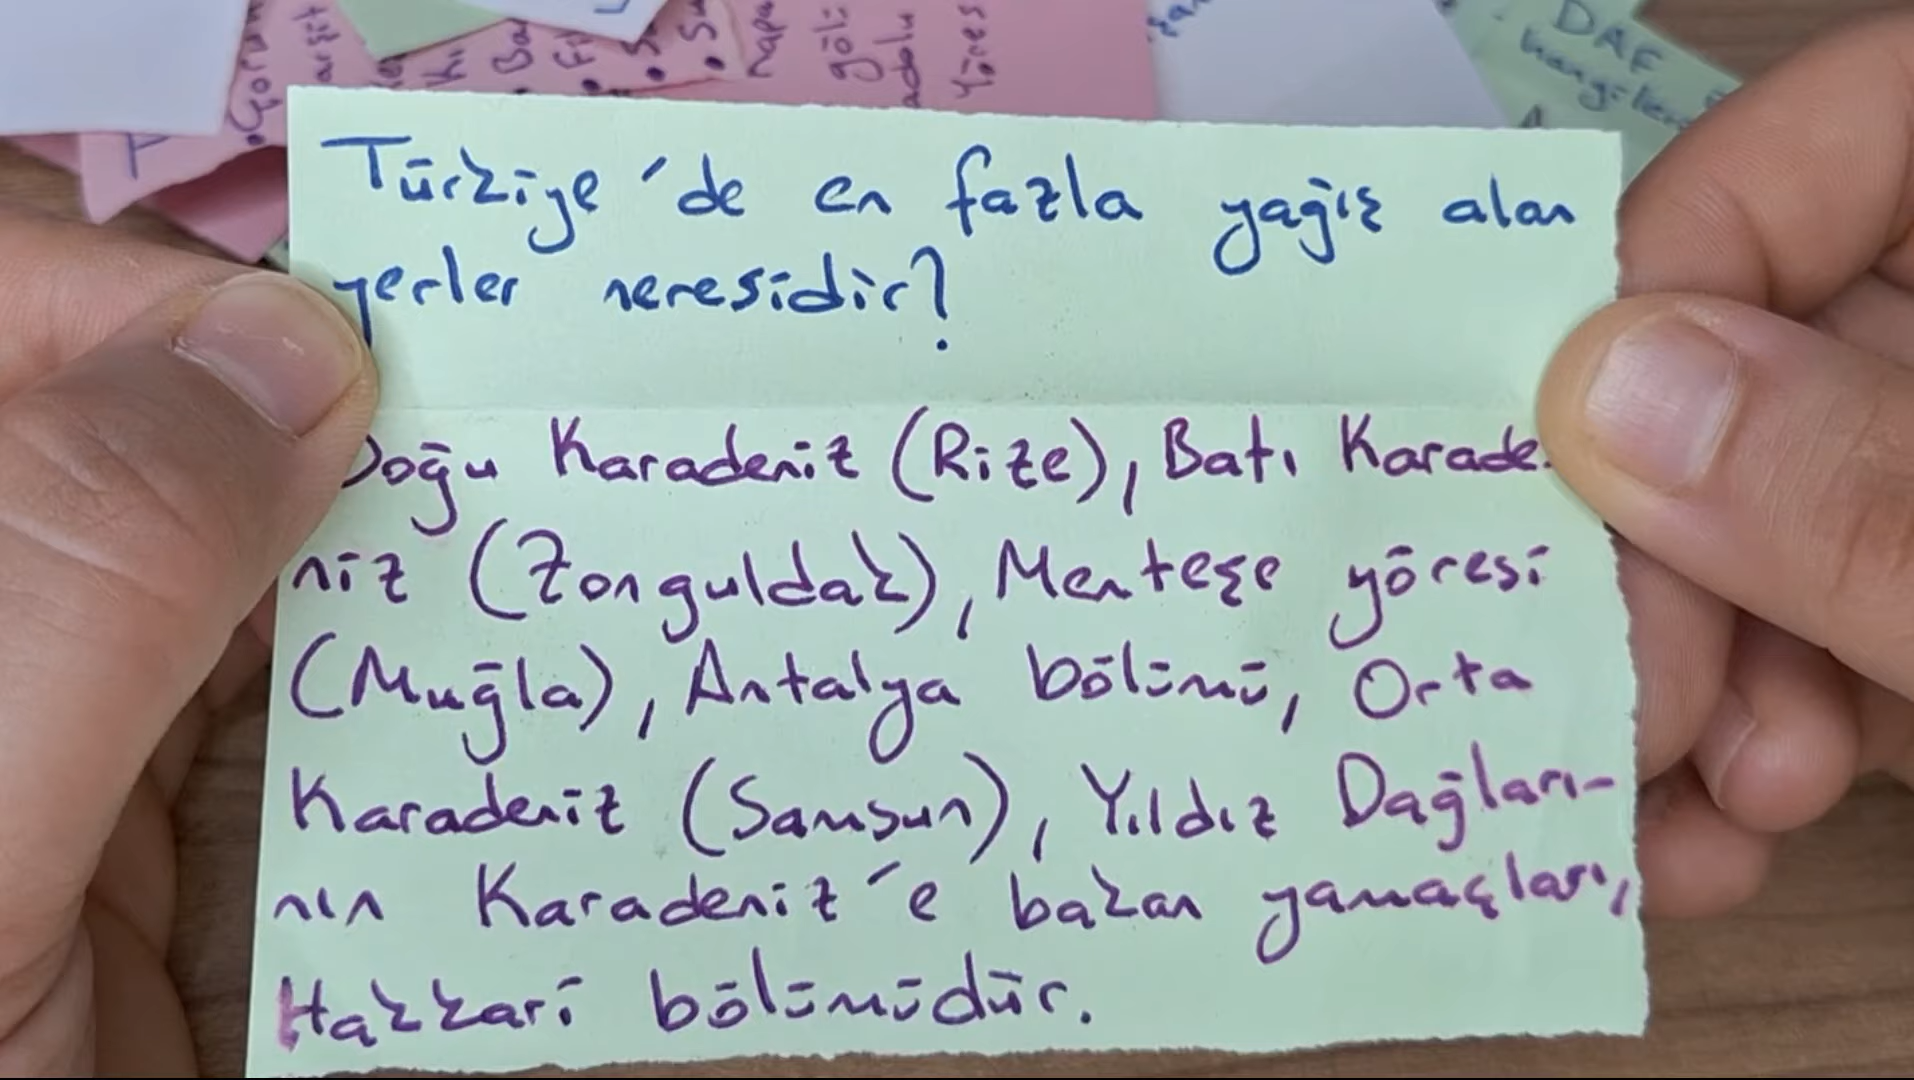 Türkiye'de en fazla yağış alan
yerler neresidir?
Doğu Karadeniz (Rize), Batı Karade-
niz (Zonguldak), Menteşe yöresi
(Muğla), Antalya bölümü, Orta
Karadeniz (Samsun), Yıldız Dağları-
nın Karadeniz'e bakan yamaçları,
Hakkari bölümüdür.
DAF